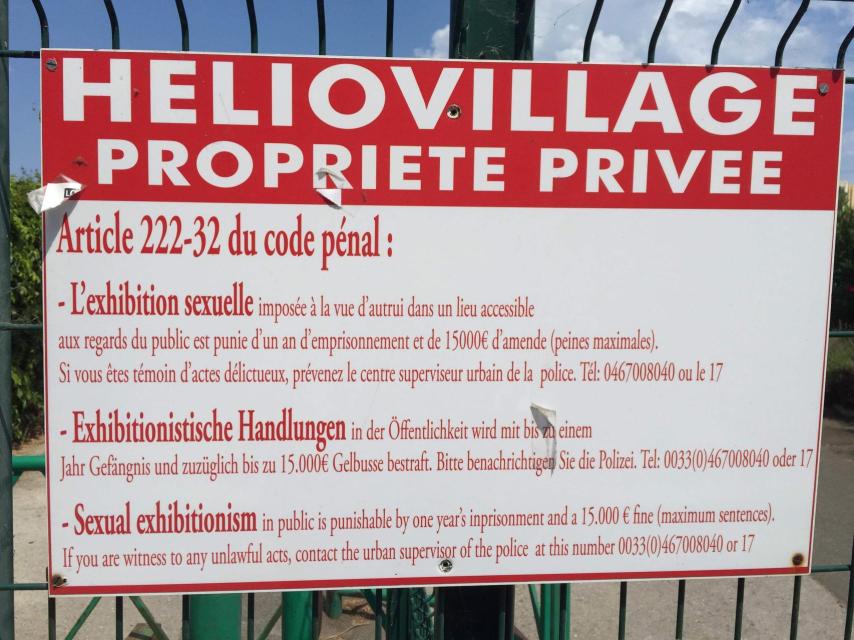 HELIOVILLAGE
PROPRIETE PRIVEE
Article 222-32 du code pénal :
- L'exhibition sexuelle imposée à la vue d'autrui dans un lieu accessible
aux regards du public est punie d'un an d'emprisonnement et de 15000€ d'amende (peines maximales).
Si vous êtes témoin d'actes délictueux, prévenez le centre superviseur urbain de la police. Tél: 0467008040 ou le 17
- Exhibitionistische Handlungen in der Öffentlichkeit wird mit bis zu einem
Jahr Gefängnis und zuzüglich bis zu 15.000€ Gelbusse bestraft. Bitte benachrichtigen Sie die Polizei. Tel: 0033(0)467008040 oder 17
- Sexual exhibitionism in public is punishable by one year's inprisonment and a 15.000 € fine (maximum sentences).
If you are witness to any unlawful acts, contact the urban supervisor of the police at this number 0033(0)467008040 or 17